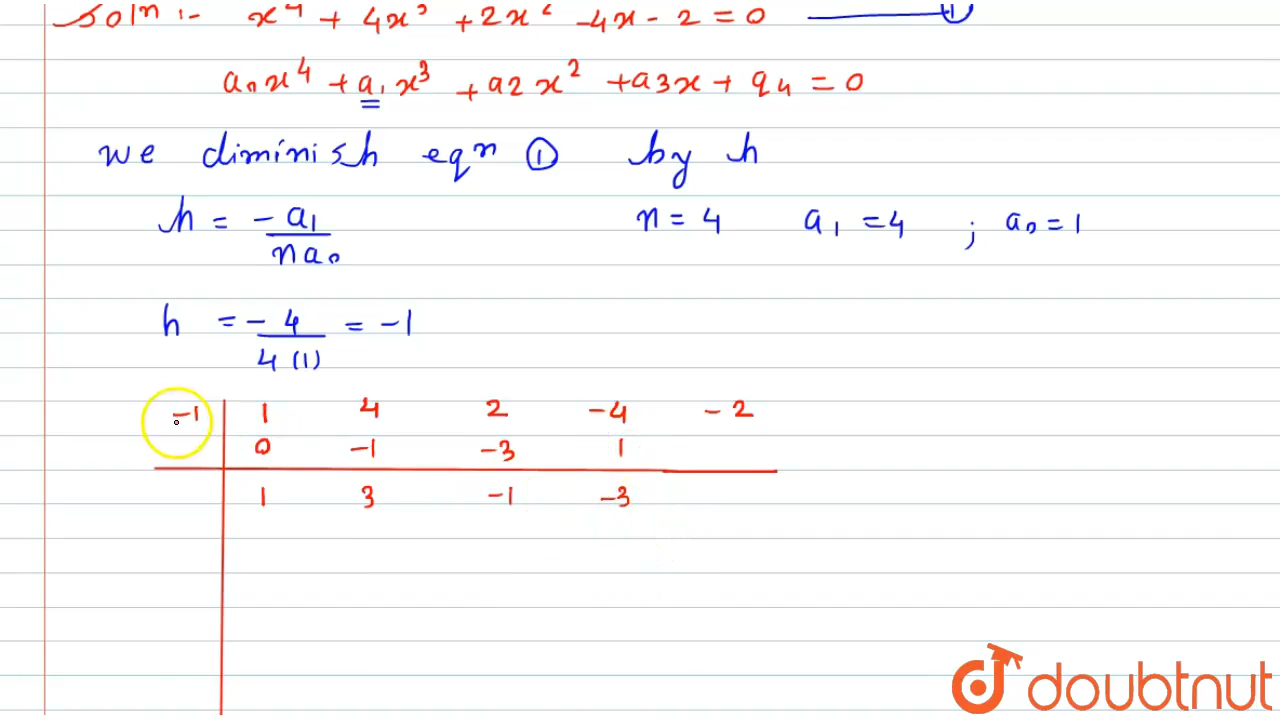 Soln :- x⁴ + 4x³ + 2x² -4x - 2 = 0 ——— ①
a₀x⁴ + a₁x³ + a2x² + a3x + a₄ = 0
we diminish eqn ① by h
h = -a₁/na₀ n = 4 a₁ = 4 ; a₀ = 1
h = -4/4(1) = -1
-1 | 1 4 2 -4 -2
0 -1 -3 1
1 3 -1 -3
doubtnut